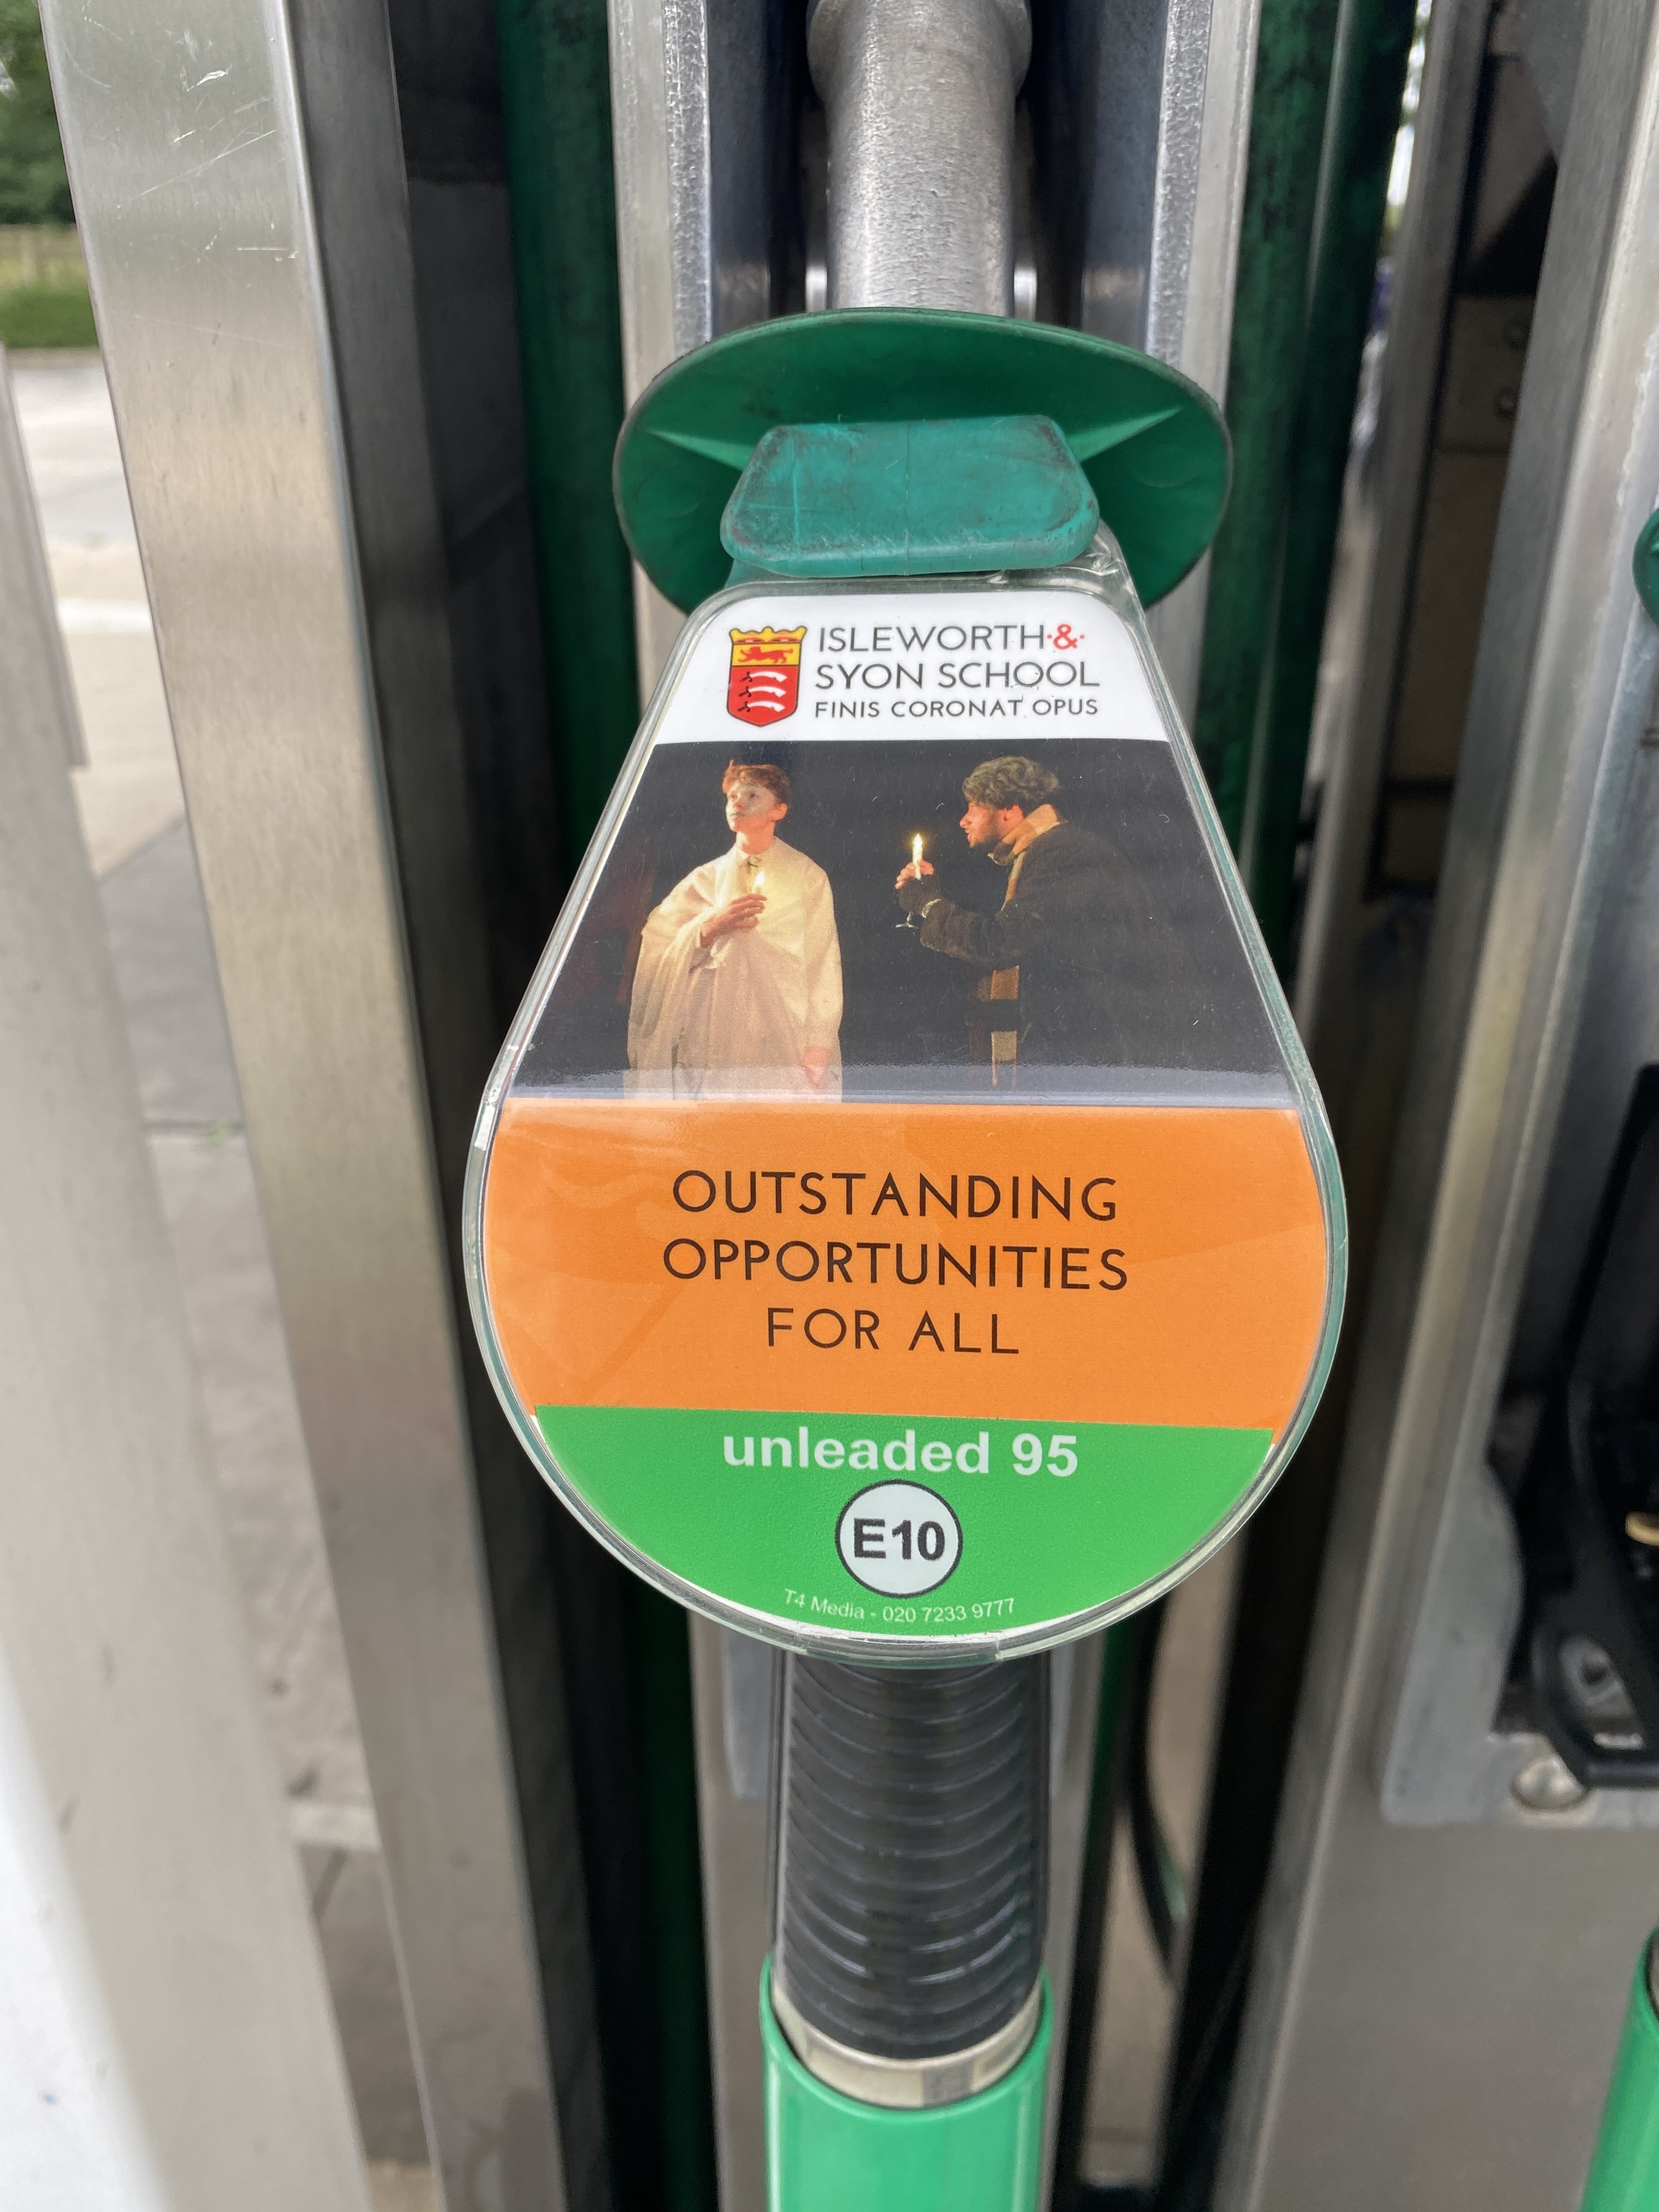 ISLEWORTH·&·
SYON SCHOOL
FINIS CORONAT OPUS
OUTSTANDING
OPPORTUNITIES
FOR ALL
unleaded 95
E10
T4 Media - 020 7233 9777